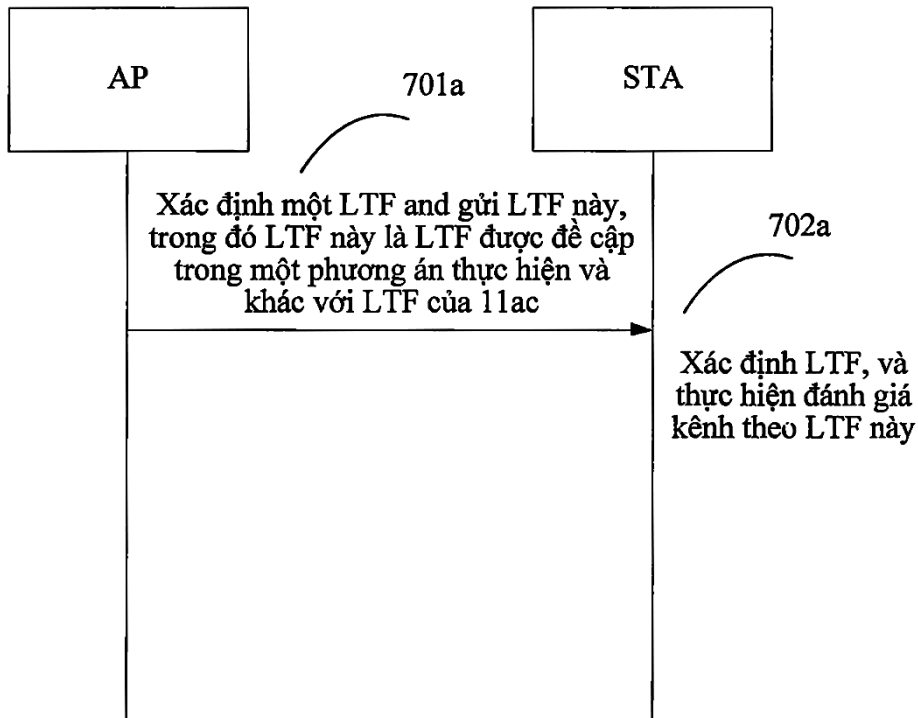 AP
STA
701a
Xác định một LTF and gửi LTF này,
trong đó LTF này là LTF được đề cập
trong một phương án thực hiện và
khác với LTF của 11ac
702a
Xác định LTF, và
thực hiện đánh giá
kênh theo LTF này